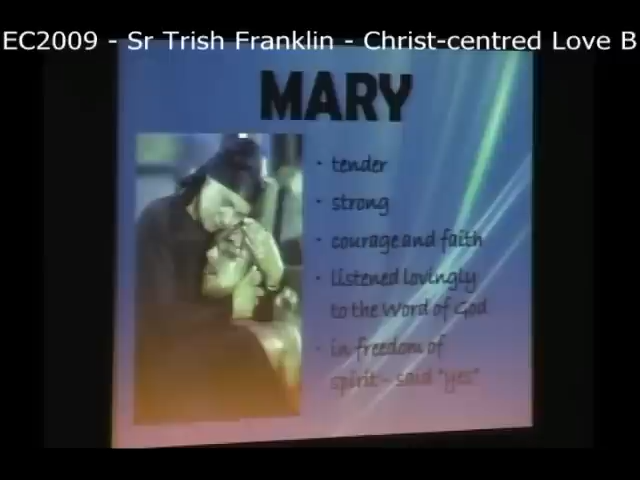 EC2009 - Sr Trish Franklin - Christ-centred Love B
MARY
• tender
• strong
• courage and faith
• listened lovingly
to the Word of God
• in freedom of
spirit - said "yes"